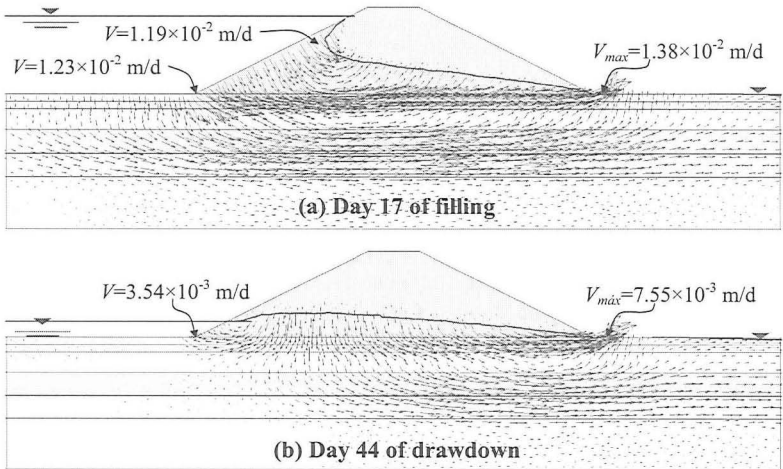 V=1.19×10⁻² m/d
V=1.23×10⁻² m/d
Vmax=1.38×10⁻² m/d
(a) Day 17 of filling
V=3.54×10⁻³ m/d
Vmáx=7.55×10⁻³ m/d
(b) Day 44 of drawdown